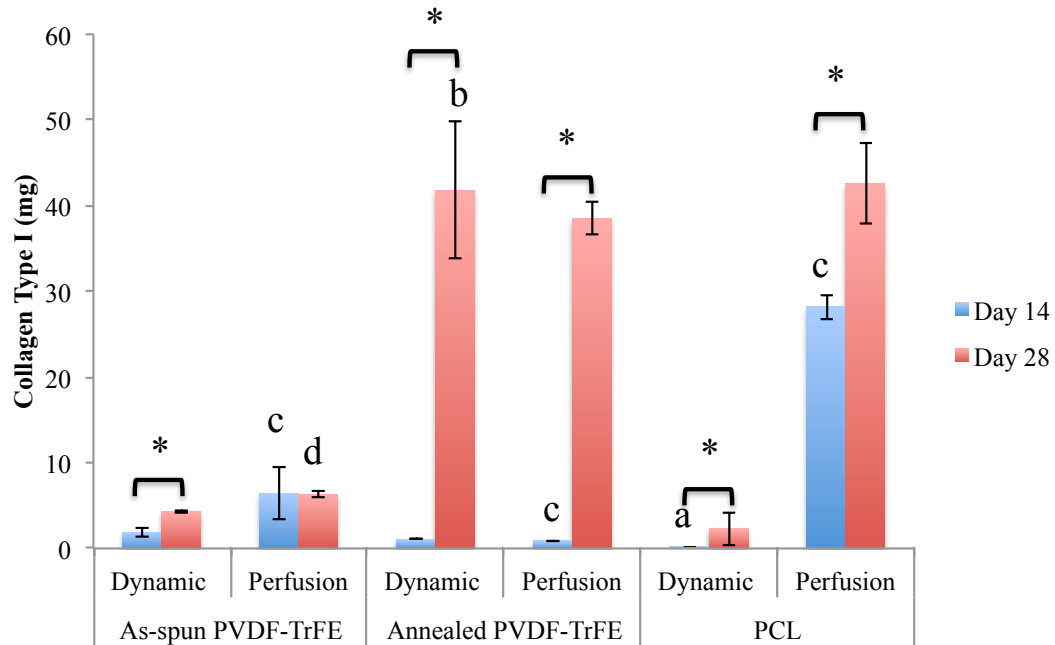 60
50
40
30
20
10
0
Collagen Type I (mg)
*
b
*
*
c
*
c
d
c
*
a
Day 14
Day 28
Dynamic Perfusion Dynamic Perfusion Dynamic Perfusion
As-spun PVDF-TrFE Annealed PVDF-TrFE PCL